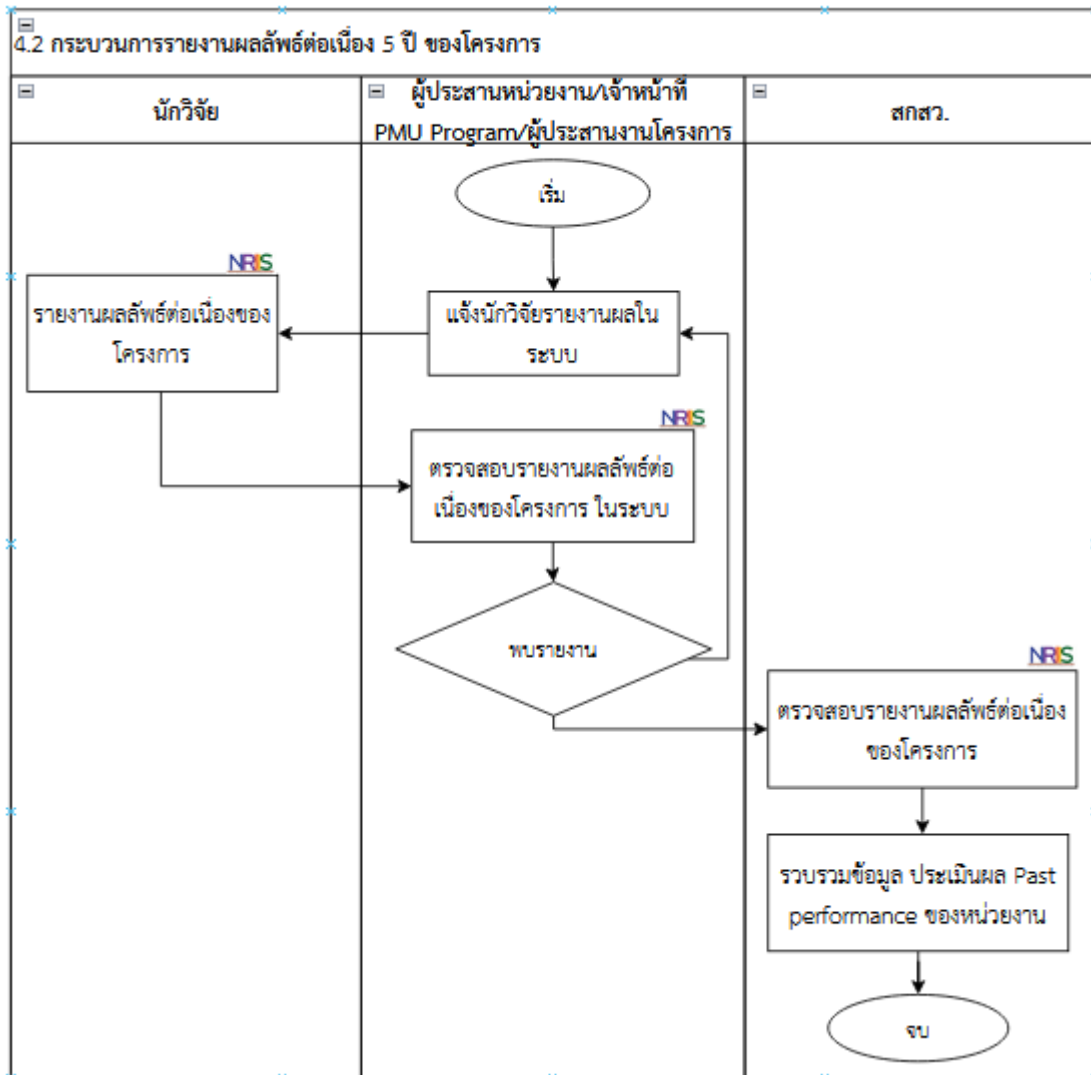 4.2 กระบวนการรายงานผลลัพธ์ต่อเนื่อง 5 ปี ของโครงการ
นักวิจัย
ผู้ประสานหน่วยงาน/เจ้าหน้าที่
PMU Program/ผู้ประสานงานโครงการ
สกสว.
เริ่ม
NRIS
รายงานผลลัพธ์ต่อเนื่องของ
โครงการ
แจ้งนักวิจัยรายงานผลใน
ระบบ
NRIS
ตรวจสอบรายงานผลลัพธ์ต่อ
เนื่องของโครงการ ในระบบ
พบรายงาน
NRIS
ตรวจสอบรายงานผลลัพธ์ต่อเนื่อง
ของโครงการ
รวบรวมข้อมูล ประเมินผล Past
performance ของหน่วยงาน
จบ